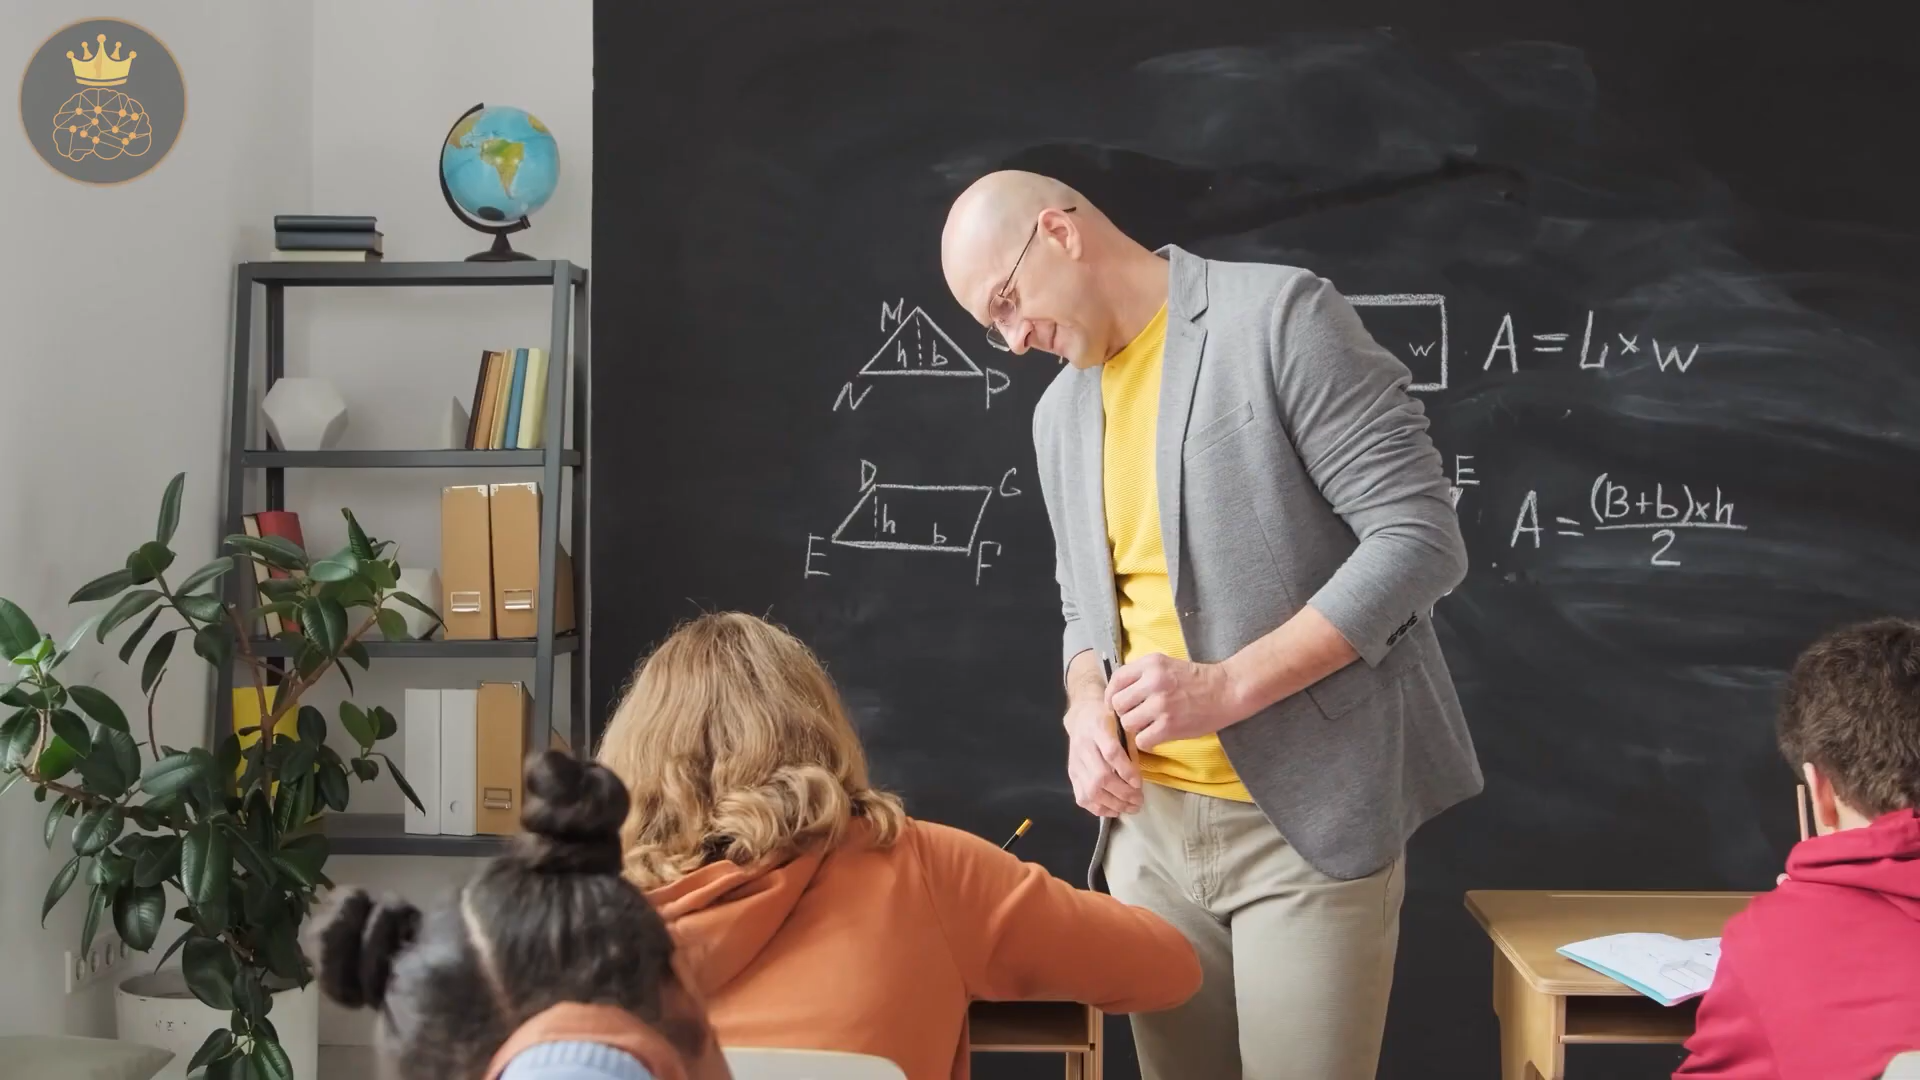 M
h b
N P
w
A = L × w
D G
h b
E F
E
A = (B+b)×h
2